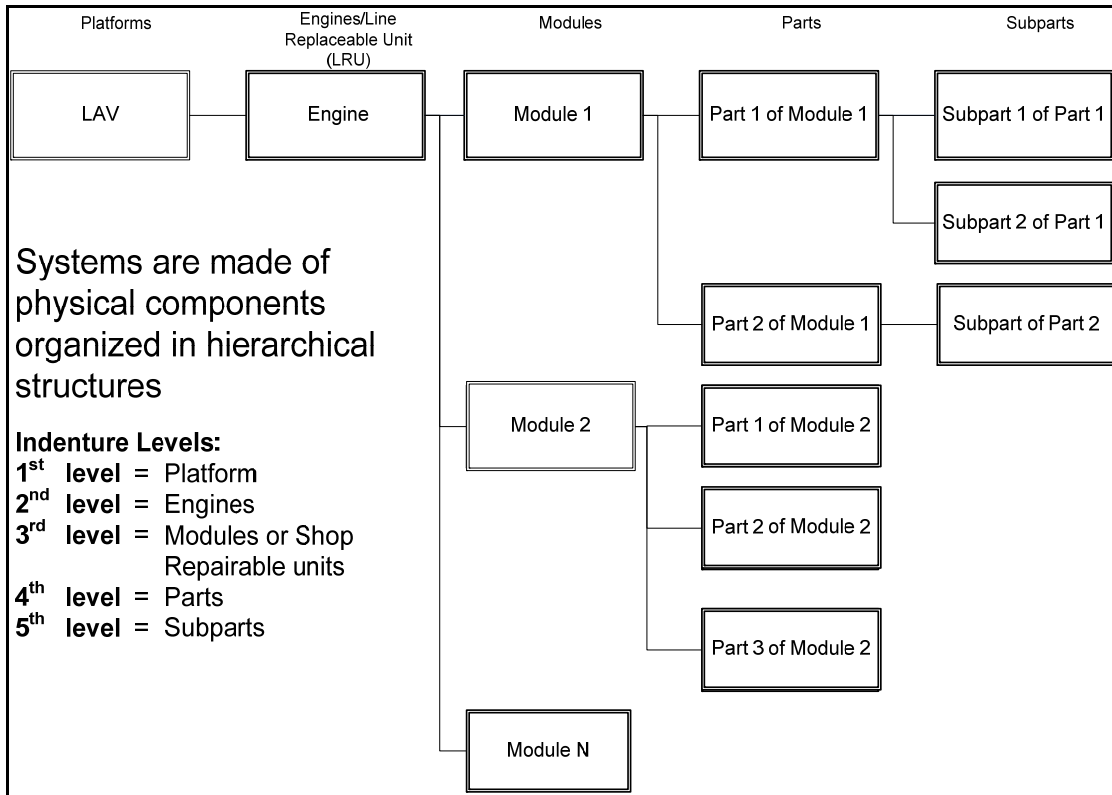 Platforms
Engines/Line
Replaceable Unit
(LRU)
Modules
Parts
Subparts
LAV
Engine
Module 1
Part 1 of Module 1
Subpart 1 of Part 1
Subpart 2 of Part 1
Part 2 of Module 1
Subpart of Part 2
Systems are made of
physical components
organized in hierarchical
structures
Module 2
Part 1 of Module 2
Part 2 of Module 2
Part 3 of Module 2
Module N
Indenture Levels:
1st level = Platform
2nd level = Engines
3rd level = Modules or Shop
Repairable units
4th level = Parts
5th level = Subparts